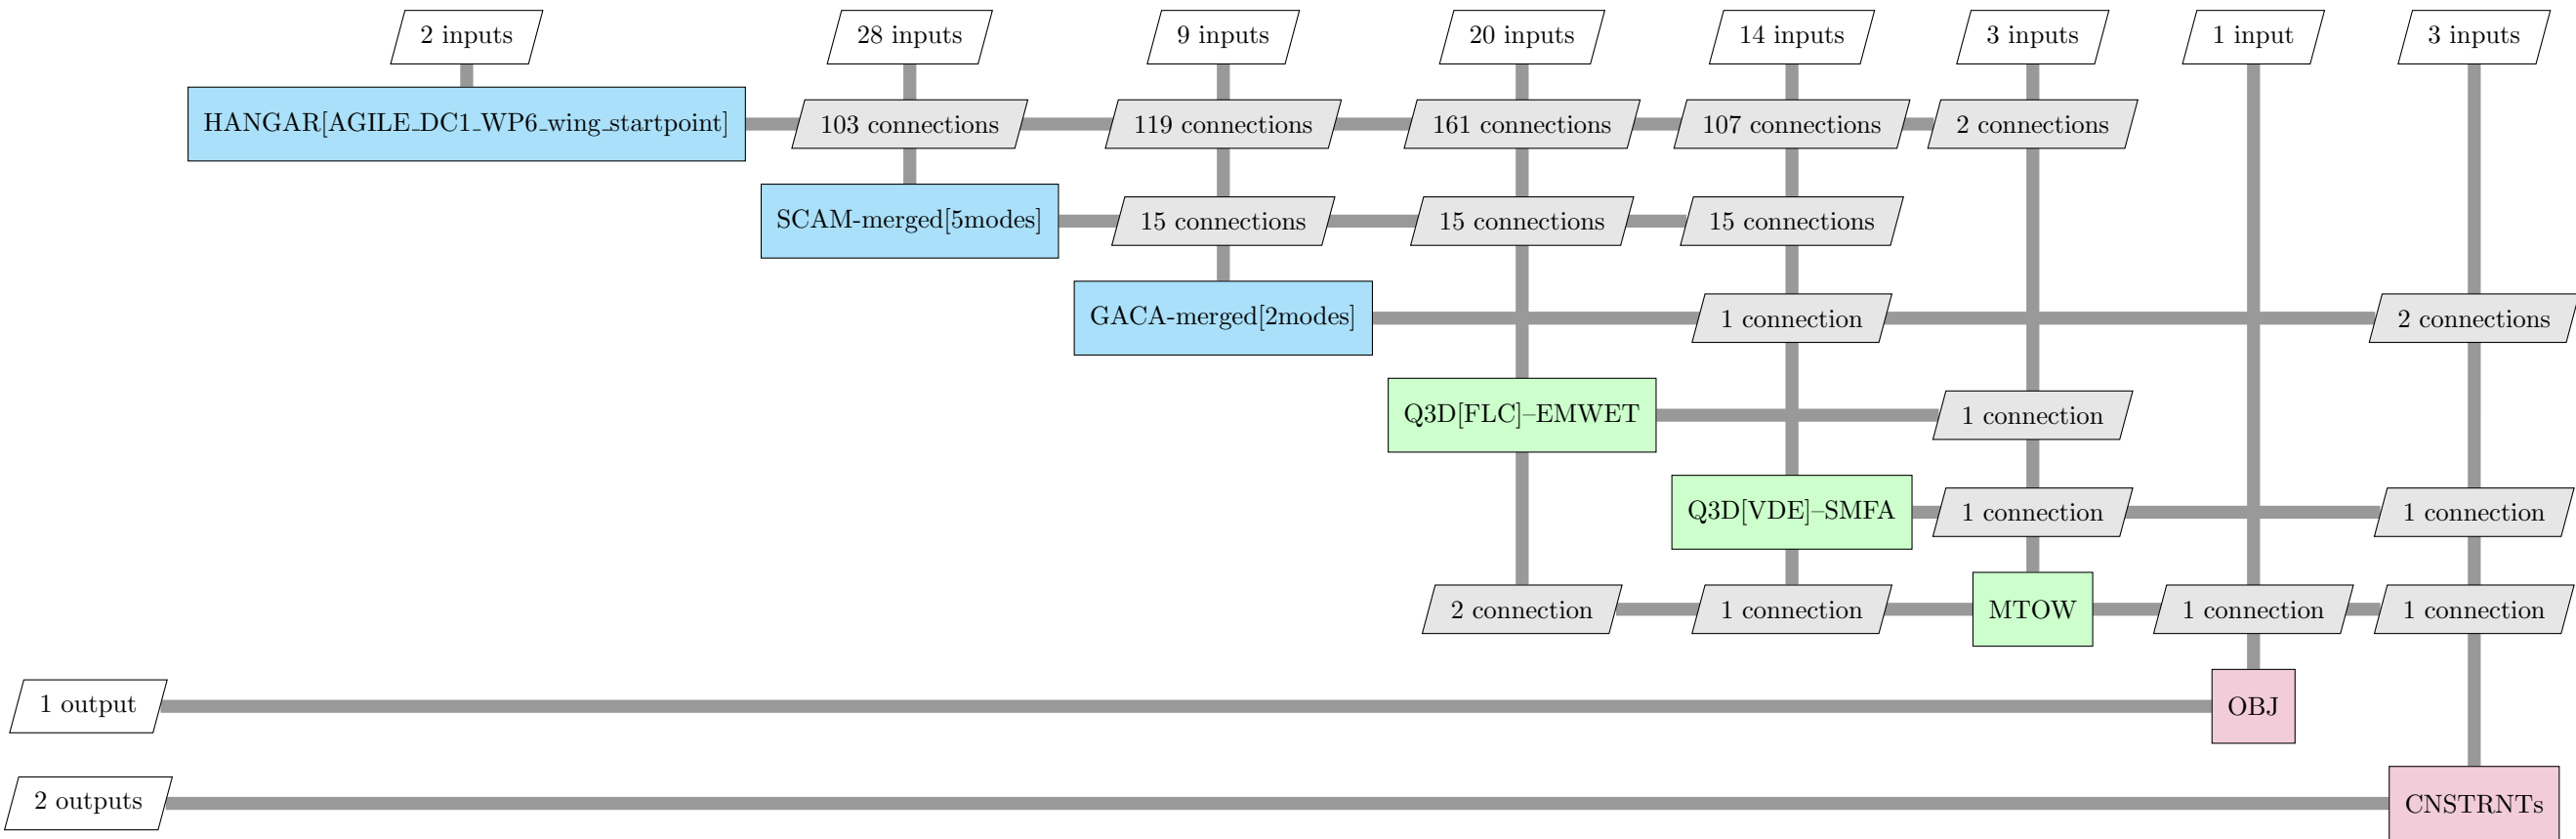 2 inputs
28 inputs
9 inputs
20 inputs
14 inputs
3 inputs
1 input
3 inputs
HANGAR[AGILE_DC1_WP6_wing_startpoint]
103 connections
119 connections
161 connections
107 connections
2 connections
SCAM-merged[5modes]
15 connections
15 connections
15 connections
GACA-merged[2modes]
1 connection
2 connections
Q3D[FLC]–EMWET
1 connection
Q3D[VDE]–SMFA
1 connection
1 connection
2 connection
1 connection
MTOW
1 connection
1 connection
1 output
OBJ
2 outputs
CNSTRNTs